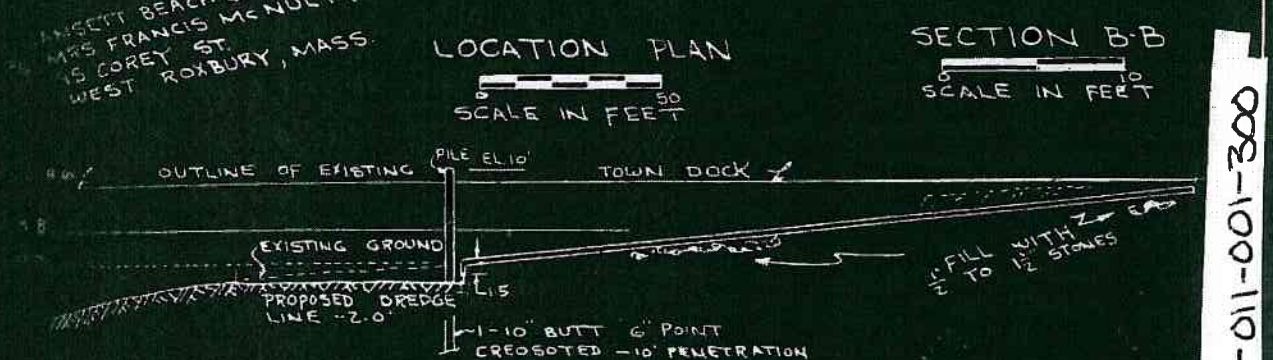 BEACH
MRS FRANCIS MCNULTY
15 COREY ST.
WEST ROXBURY, MASS.
LOCATION PLAN
0 50
SCALE IN FEET
SECTION B-B
0 10
SCALE IN FEET
PILE EL. 10'
OUTLINE OF EXISTING TOWN DOCK
EXISTING GROUND
1.5
PROPOSED DREDGE
LINE -2.0'
FILL WITH
1/2 TO 1 1/2 STONES
1-10" BUTT 6" POINT
CREOSOTED -10' PENETRATION
-011-001-300